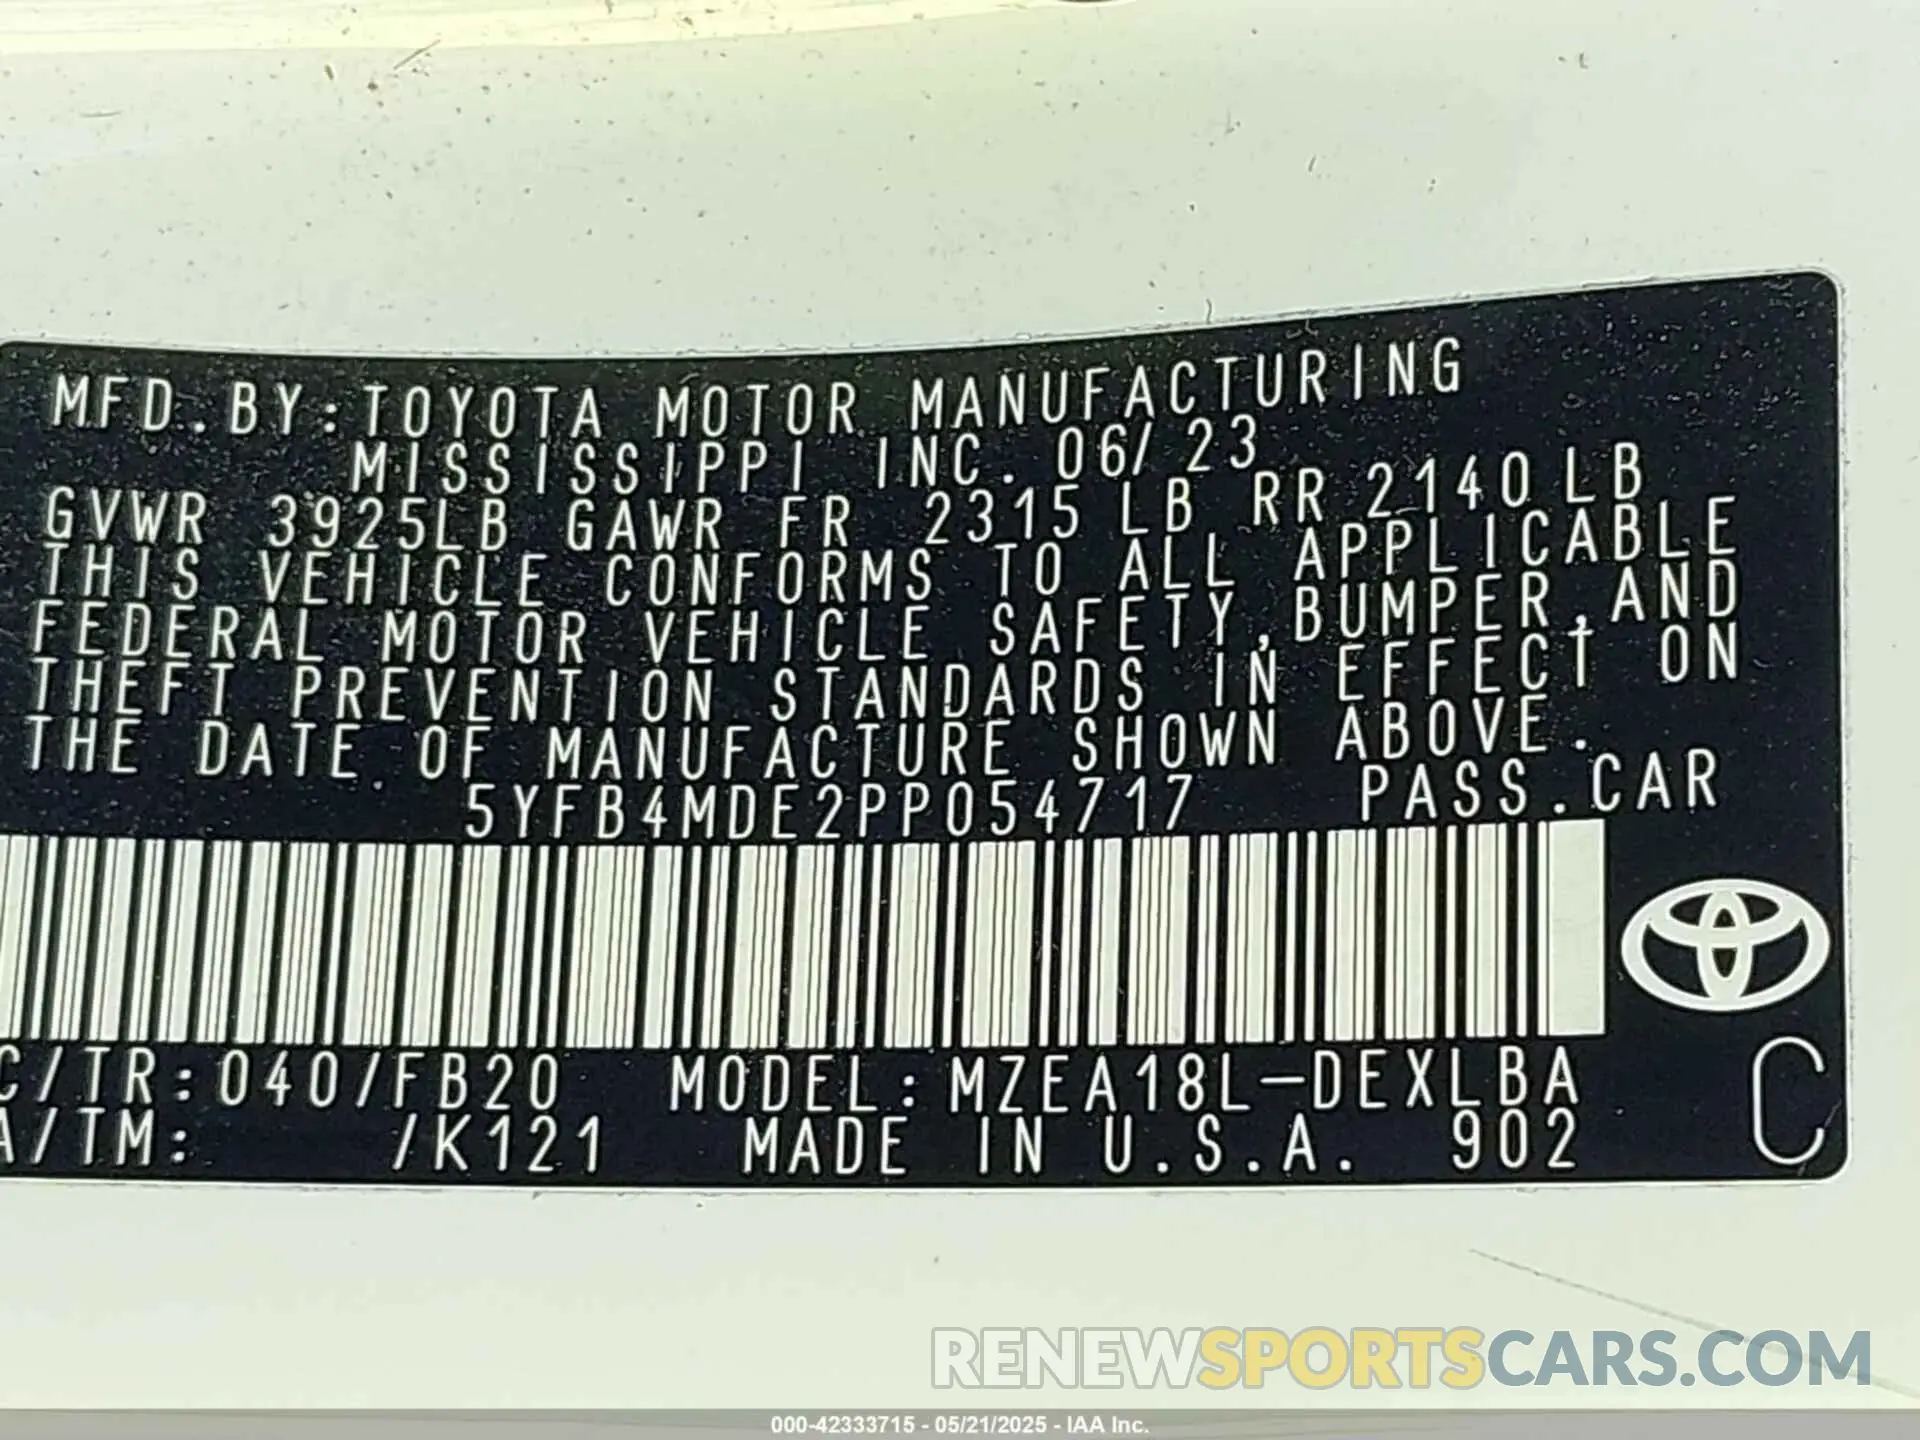 MFD. BY: TOYOTA MOTOR MANUFACTURING
MISSISSIPPI INC. 06/23
GVWR 3925LB GAWR FR 2315LB RR 2140LB
THIS VEHICLE CONFORMS TO ALL APPLICABLE
FEDERAL MOTOR VEHICLE SAFETY, BUMPER, AND
THEFT PREVENTION STANDARDS IN EFFECT ON
THE DATE OF MANUFACTURE SHOWN ABOVE.
5YFB4MDE2PP054717 PASS. CAR
C/TR: 040/FB20 MODEL: MZEA18L-DEXLBA
A/TM: /K121 MADE IN U.S.A. 902
C
RENEWSPORTSCARS.COM
000-42333715 - 05/21/2025 - IAA Inc.